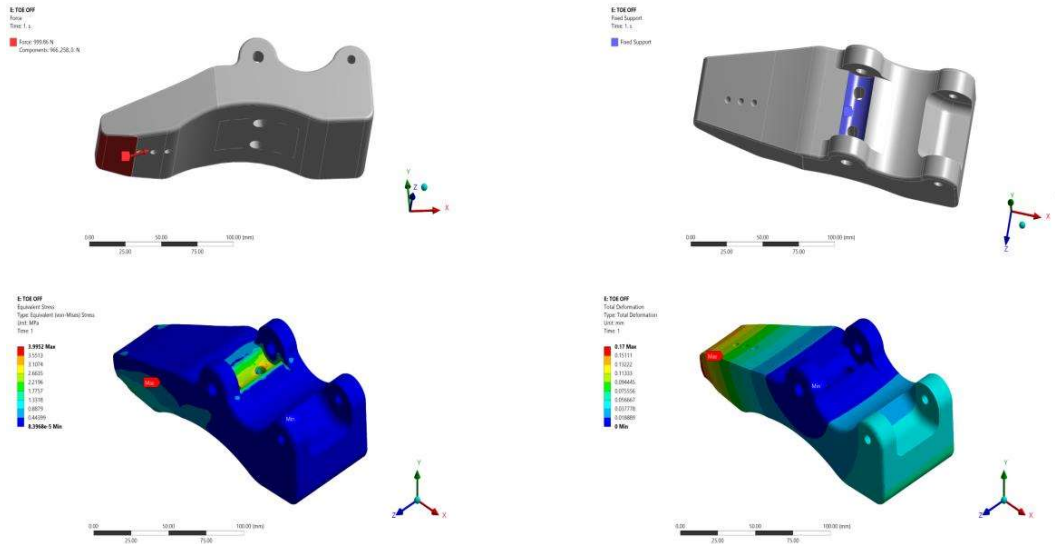 E: TOE OFF
Force
Time: 1. s
Force: 999.86 N
Components: 966,258,0. N
Y
Z
X
0.00 50.00 100.00 (mm)
25.00 75.00
E: TOE OFF
Fixed Support
Time: 1. s
Fixed Support
Y
X
Z
0.00 50.00 100.00 (mm)
25.00 75.00
E: TOE OFF
Equivalent Stress
Type: Equivalent (von-Mises) Stress
Unit: MPa
Time: 1
3.9952 Max
3.5513
3.1074
2.6635
2.2196
1.7757
1.3318
0.8879
0.44399
8.3968e-5 Min
Max
Min
Y
Z
X
0.00 50.00 100.00 (mm)
25.00 75.00
E: TOE OFF
Total Deformation
Type: Total Deformation
Unit: mm
Time: 1
0.17 Max
0.15111
0.13222
0.11333
0.094445
0.075556
0.056667
0.037778
0.018889
0 Min
Max
Min
Y
Z
X
0.00 50.00 100.00 (mm)
25.00 75.00